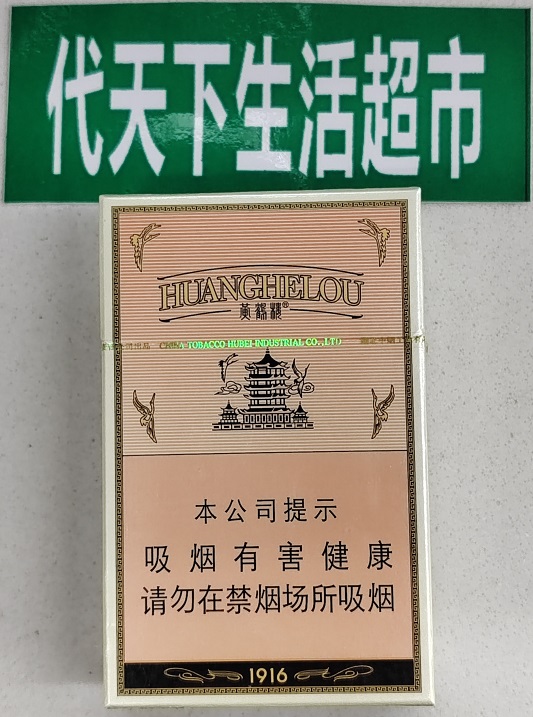 代天下生活超市
HUANGHELOU
黄鹤楼®
CHINA TOBACCO HUBEI INDUSTRIAL CO., LTD
本公司提示
吸烟有害健康
请勿在禁烟场所吸烟
1916